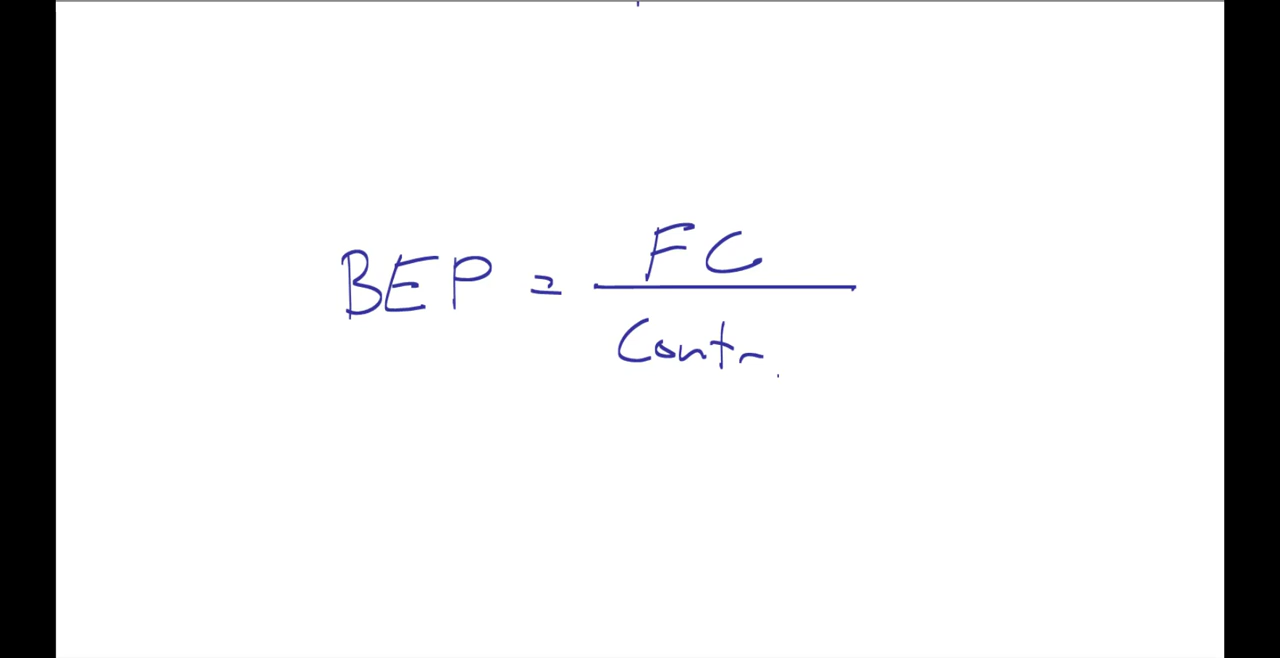 BEP = FC
Contr.